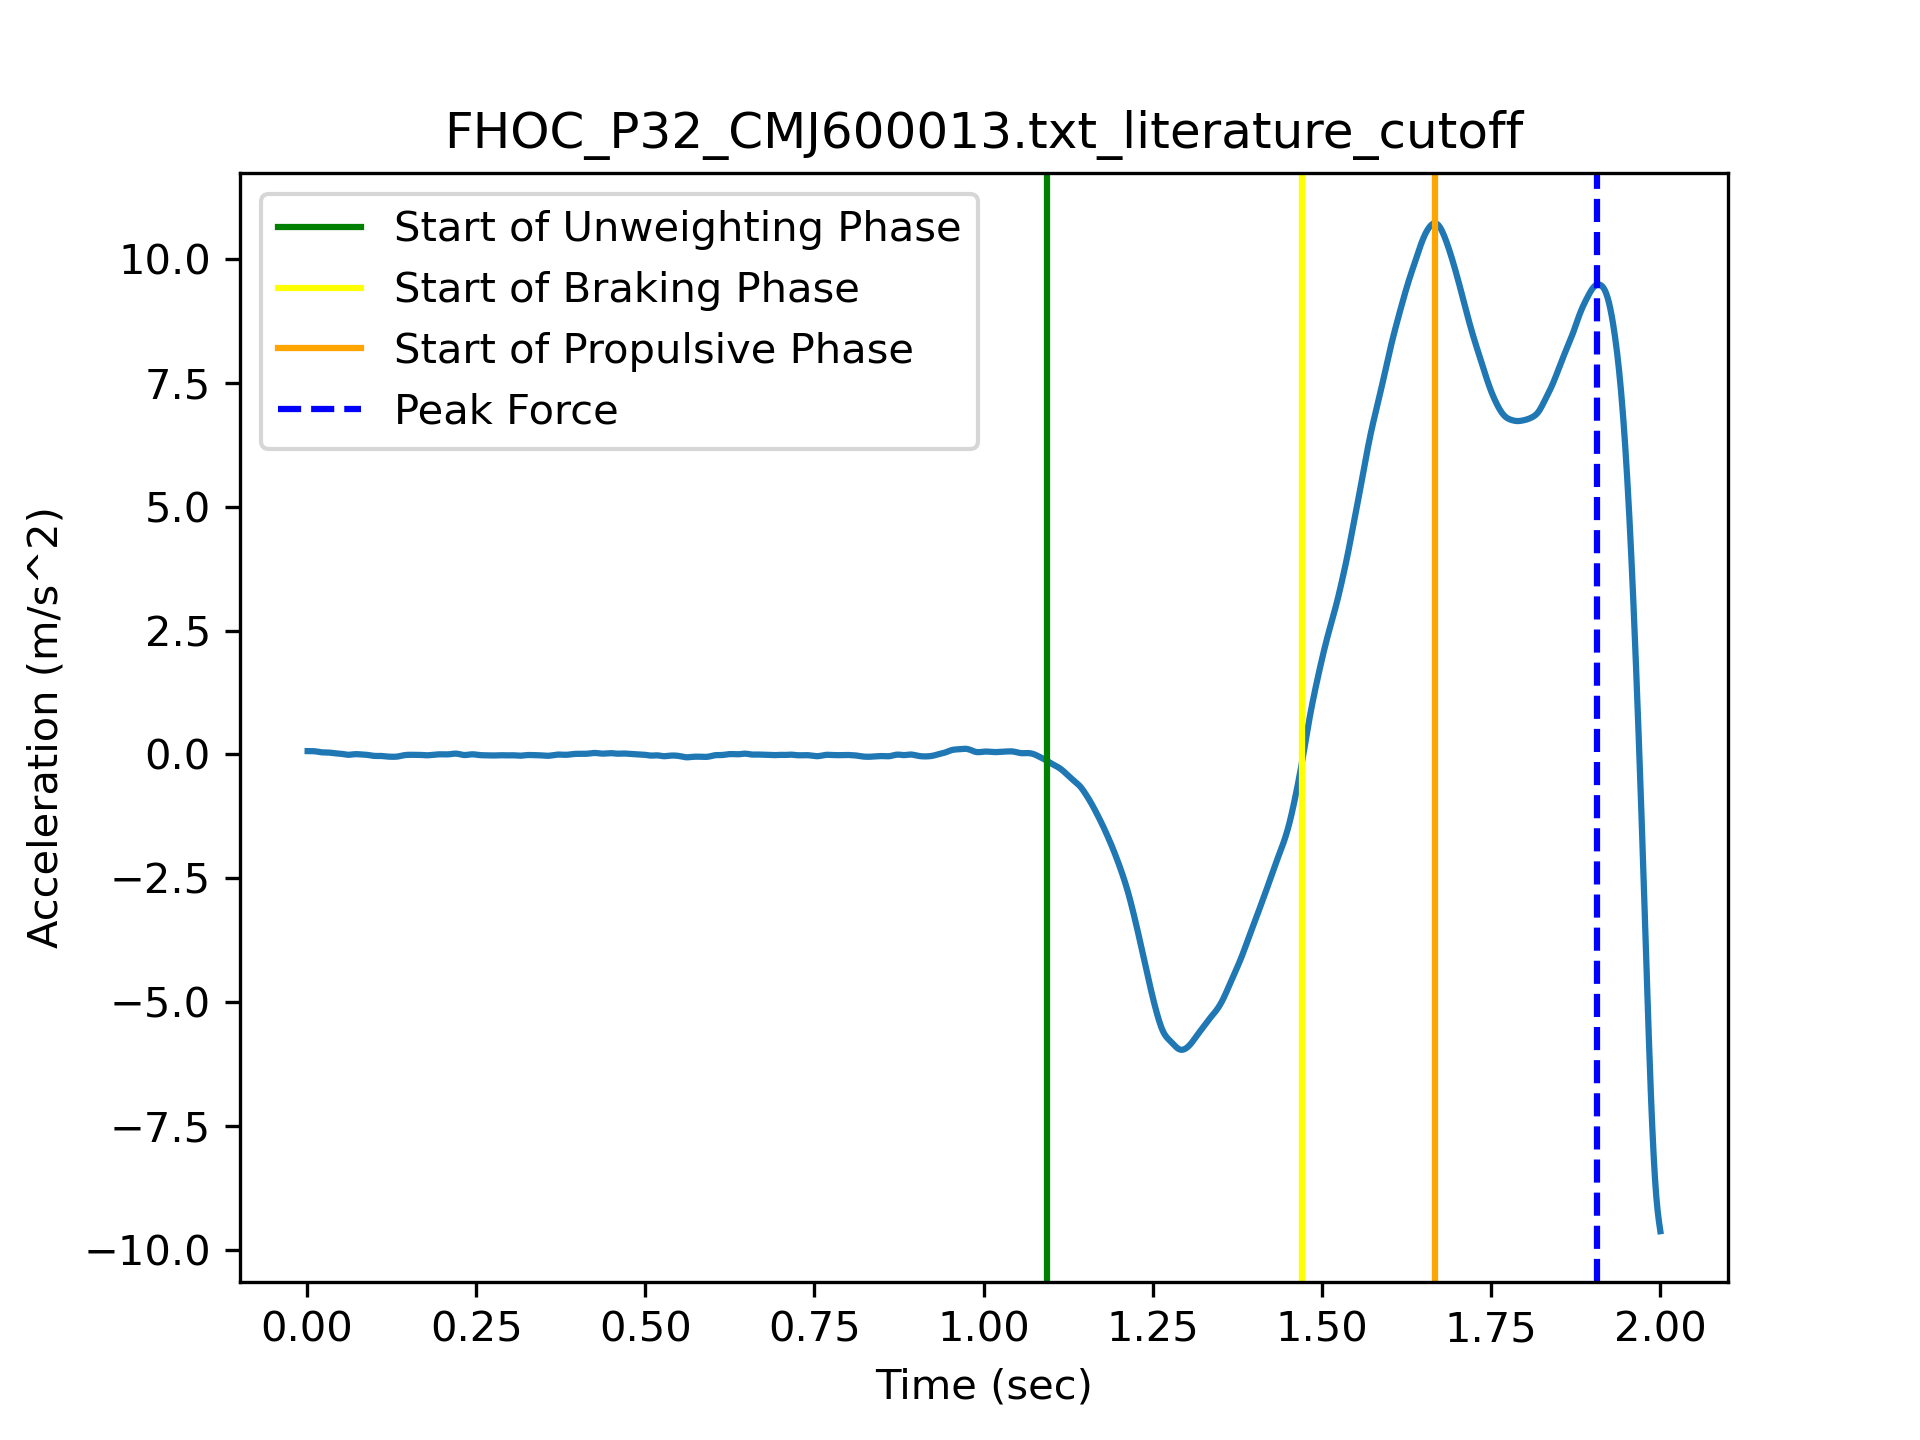 FHOC_P32_CMJ600013.txt_literature_cutoff
Start of Unweighting Phase
Start of Braking Phase
Start of Propulsive Phase
Peak Force
10.0
7.5
5.0
2.5
0.0
−2.5
−5.0
−7.5
−10.0
Acceleration (m/s^2)
0.00 0.25 0.50 0.75 1.00 1.25 1.50 1.75 2.00
Time (sec)